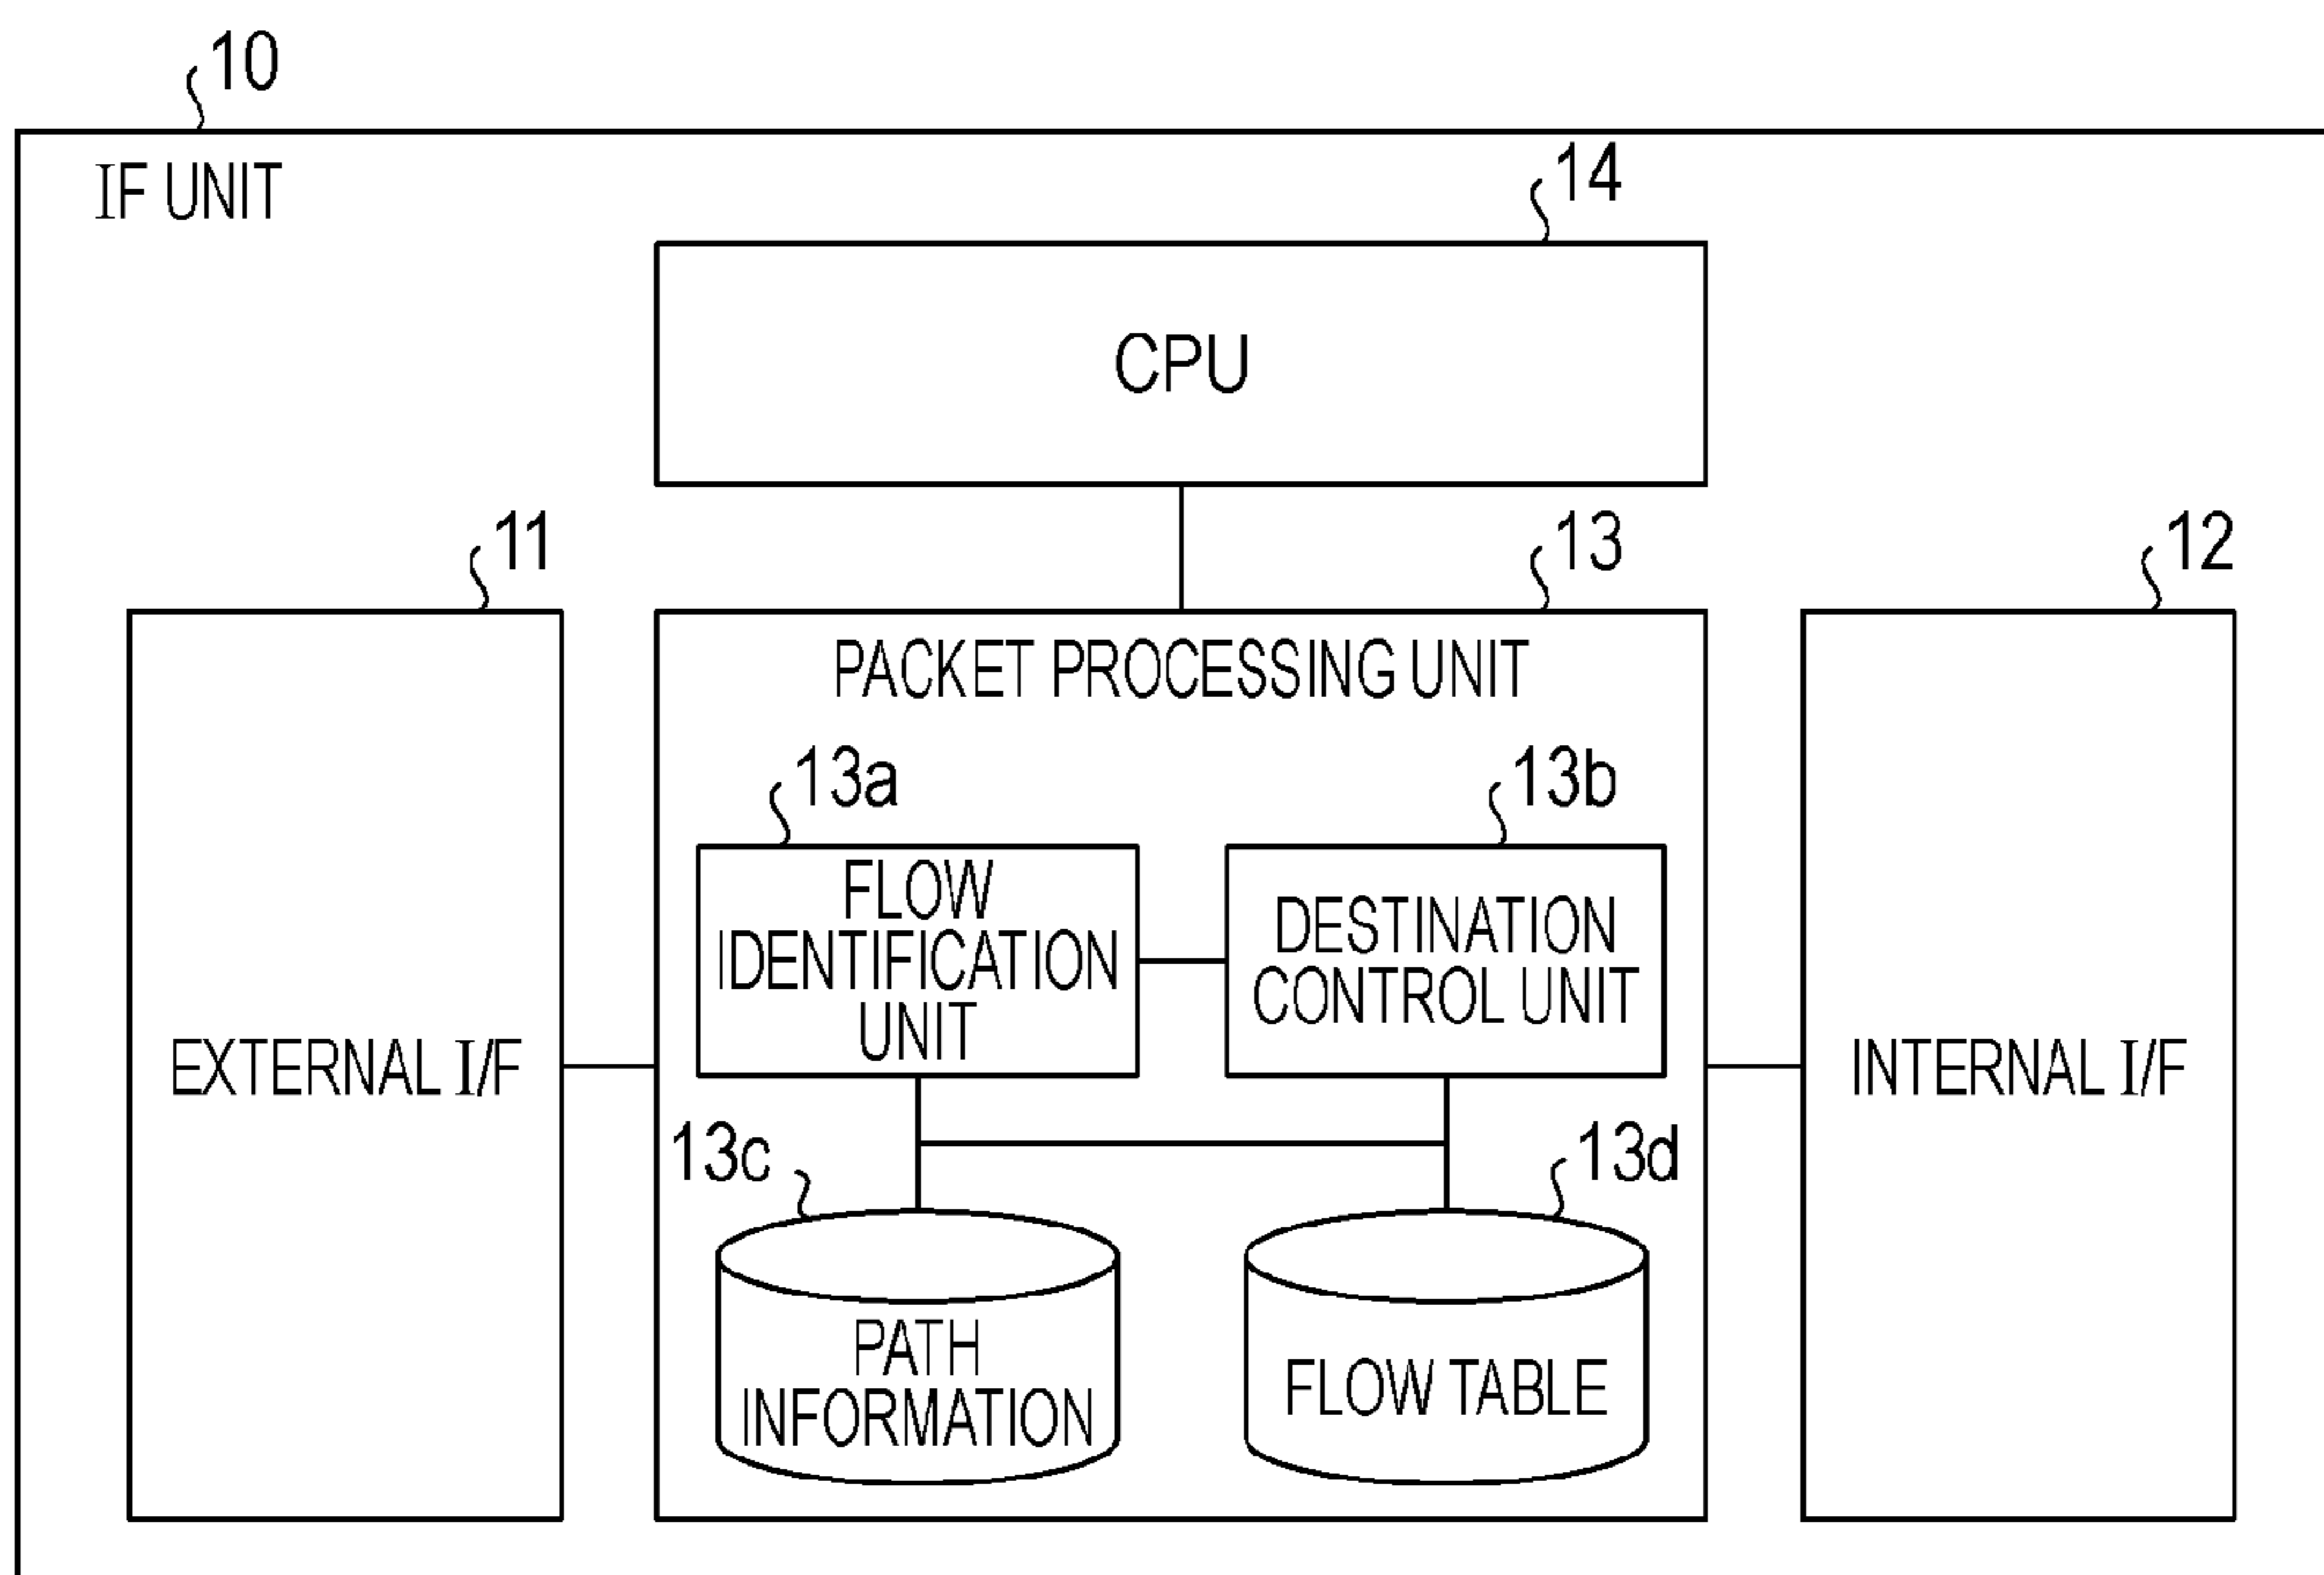 10
IF UNIT
14
CPU
11
13
12
PACKET PROCESSING UNIT
13a
13b
FLOW
IDENTIFICATION
UNIT
DESTINATION
CONTROL UNIT
EXTERNAL I/F
INTERNAL I/F
13c
13d
PATH
INFORMATION
FLOW TABLE